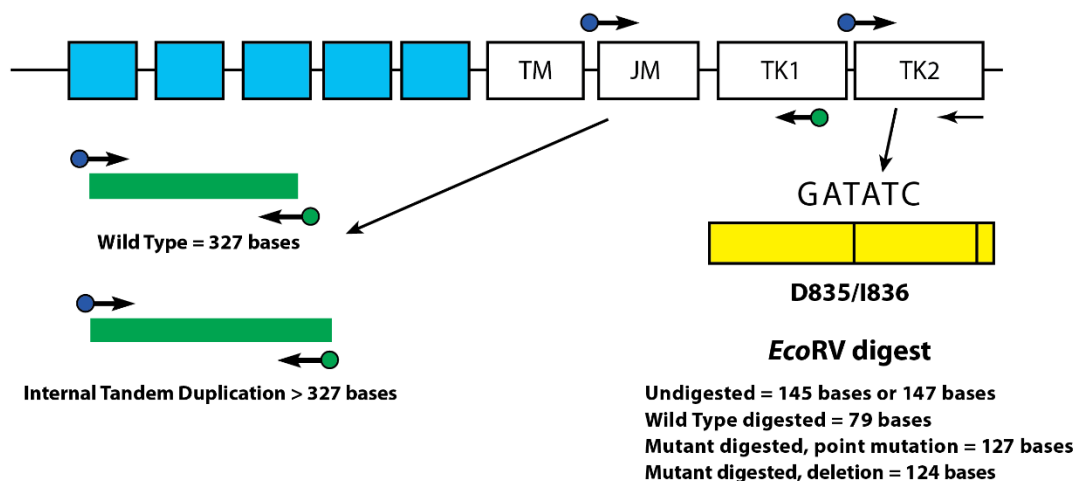 TM
JM
TK1
TK2
GATATC
Wild Type = 327 bases
D835/I836
EcoRV digest
Internal Tandem Duplication > 327 bases
Undigested = 145 bases or 147 bases
Wild Type digested = 79 bases
Mutant digested, point mutation = 127 bases
Mutant digested, deletion = 124 bases